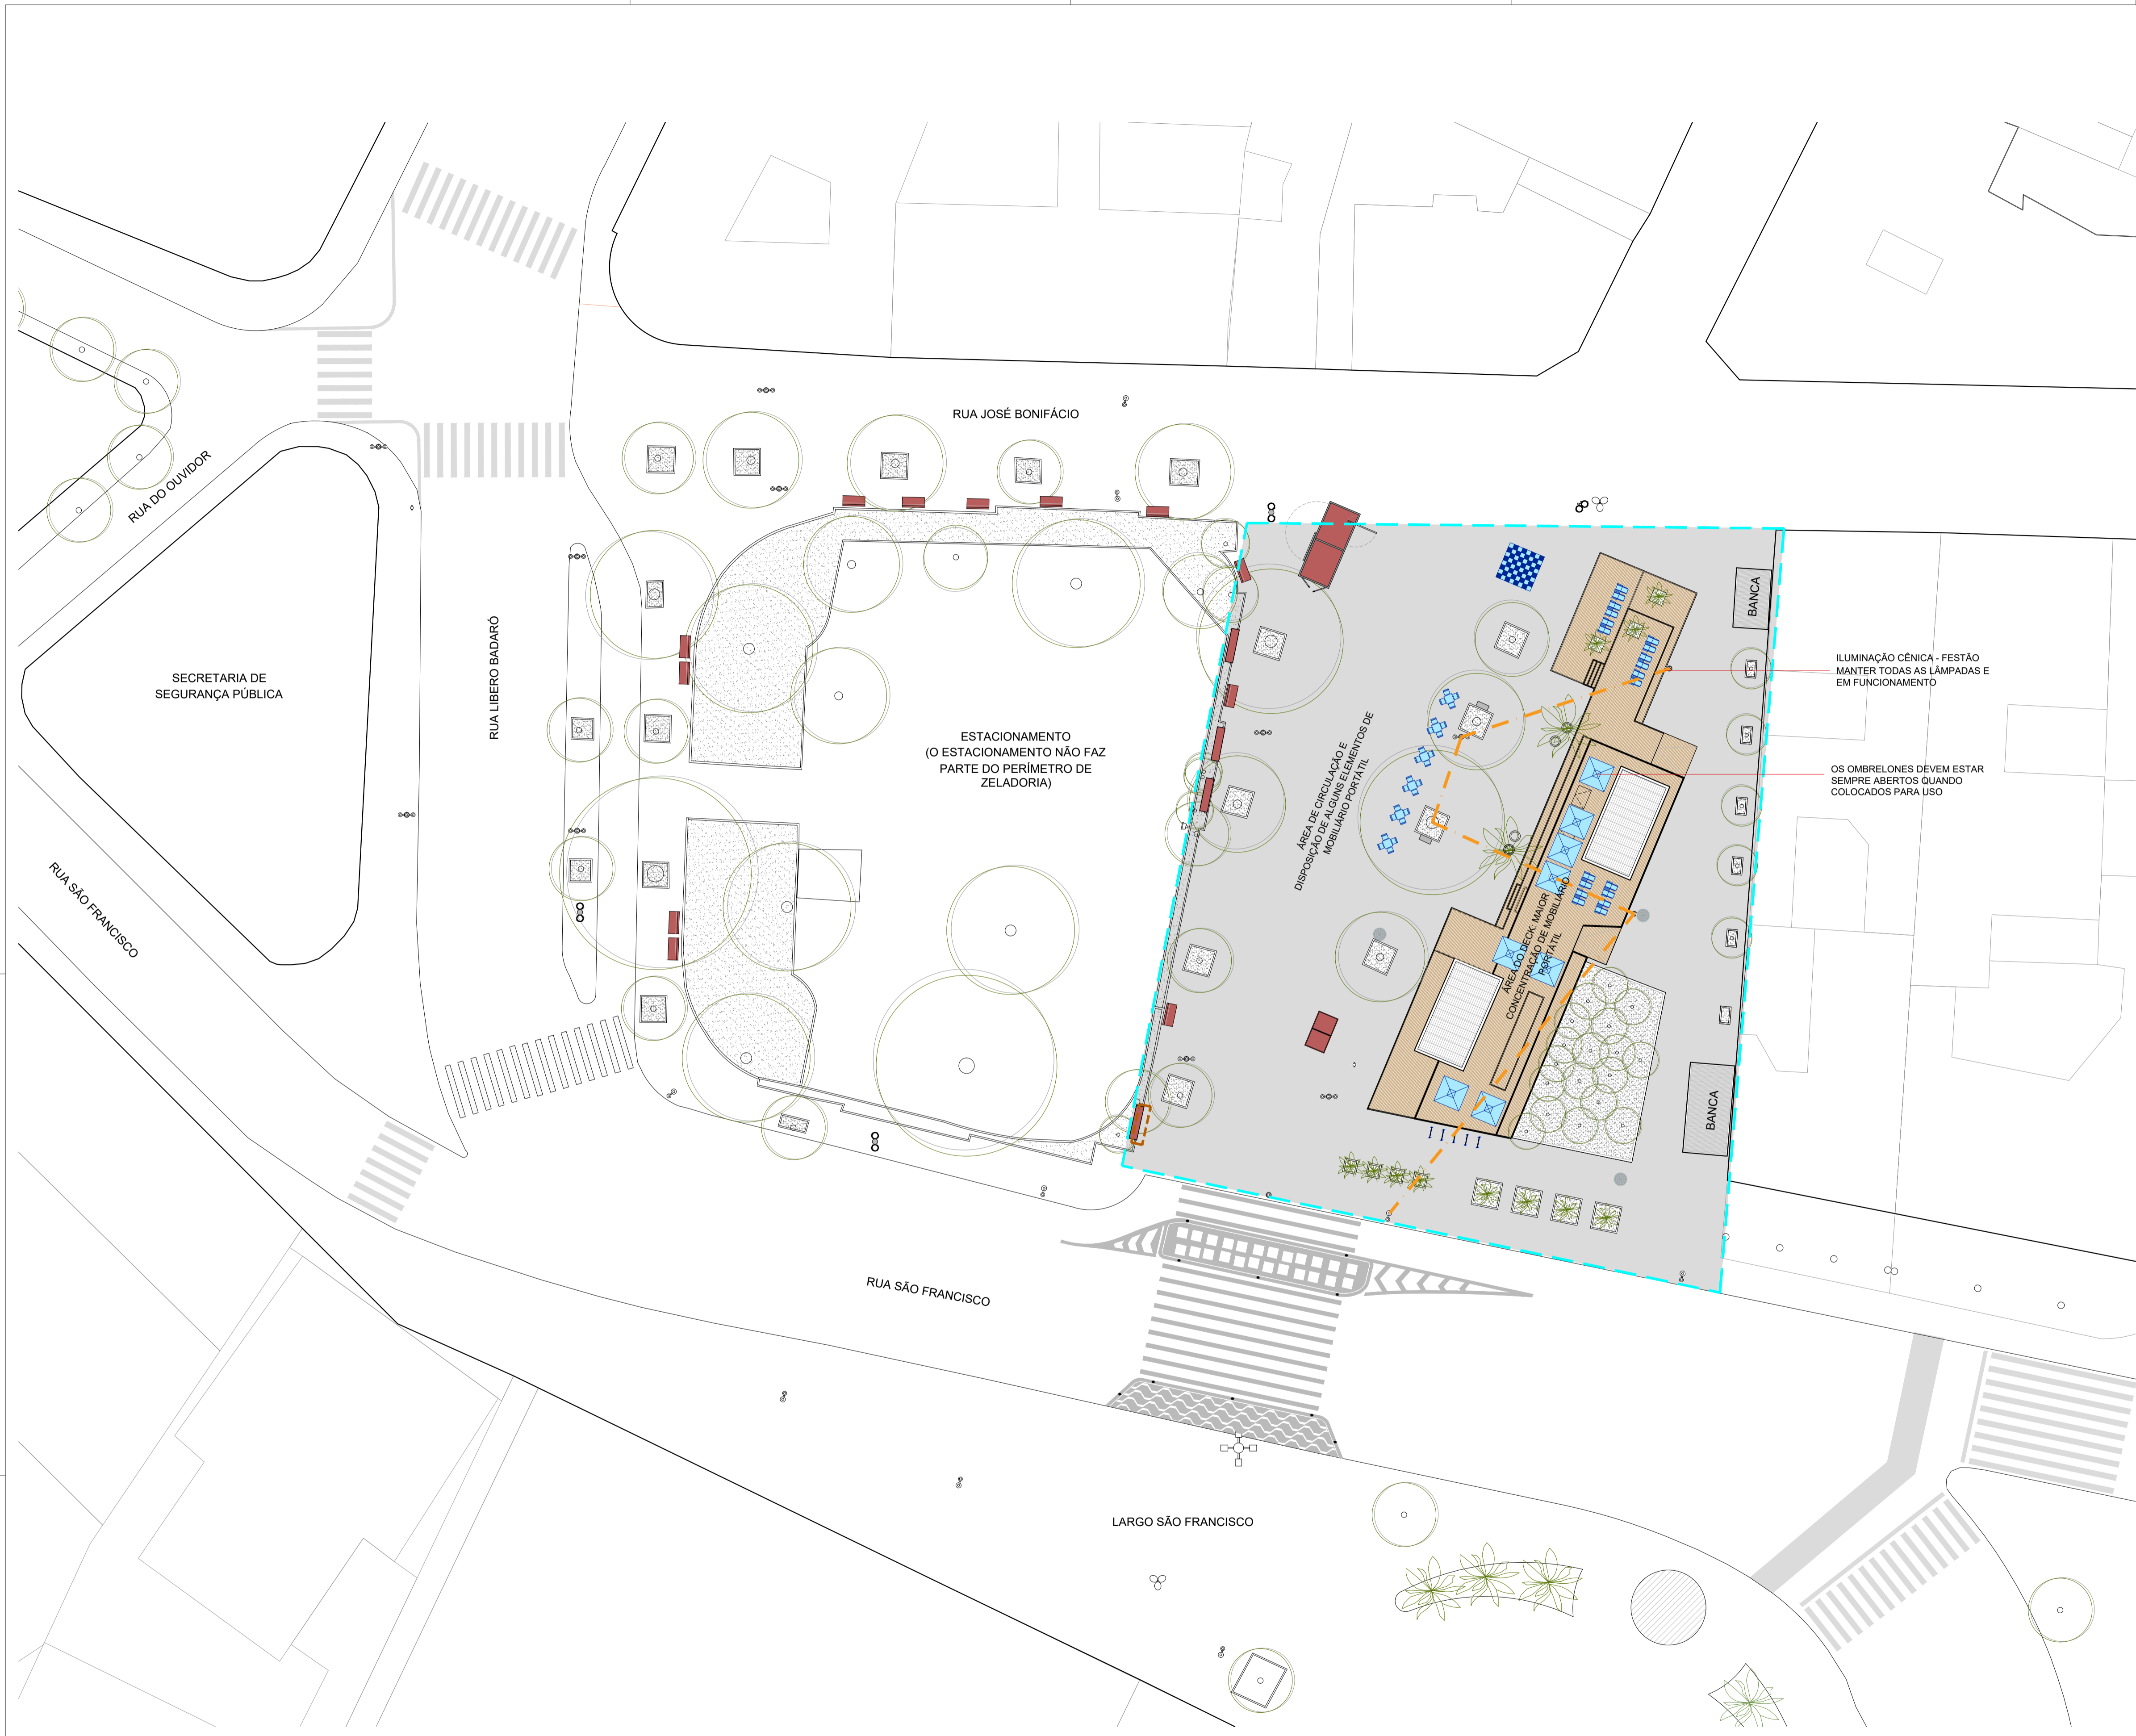 RUA JOSÉ BONIFÁCIO
RUA DO OUVIDOR
BANCA
RUA LIBERO BADARÓ
SECRETARIA DE
SEGURANÇA PÚBLICA
ILUMINAÇÃO CÊNICA - FESTÃO
MANTER TODAS AS LÂMPADAS E
EM FUNCIONAMENTO
ESTACIONAMENTO
(O ESTACIONAMENTO NÃO FAZ
PARTE DO PERÍMETRO DE
ZELADORIA)
ÁREA DE CIRCULAÇÃO E
DISPOSIÇÃO DE ALGUNS ELEMENTOS DE
MOBILIÁRIO PORTÁTIL
OS OMBRELONES DEVEM ESTAR
SEMPRE ABERTOS QUANDO
COLOCADOS PARA USO
ÁREA DO DECK: MAIOR
CONCENTRAÇÃO DE MOBILIÁRIO
PORTÁTIL
RUA SÃO FRANCISCO
BANCA
RUA SÃO FRANCISCO
LARGO SÃO FRANCISCO